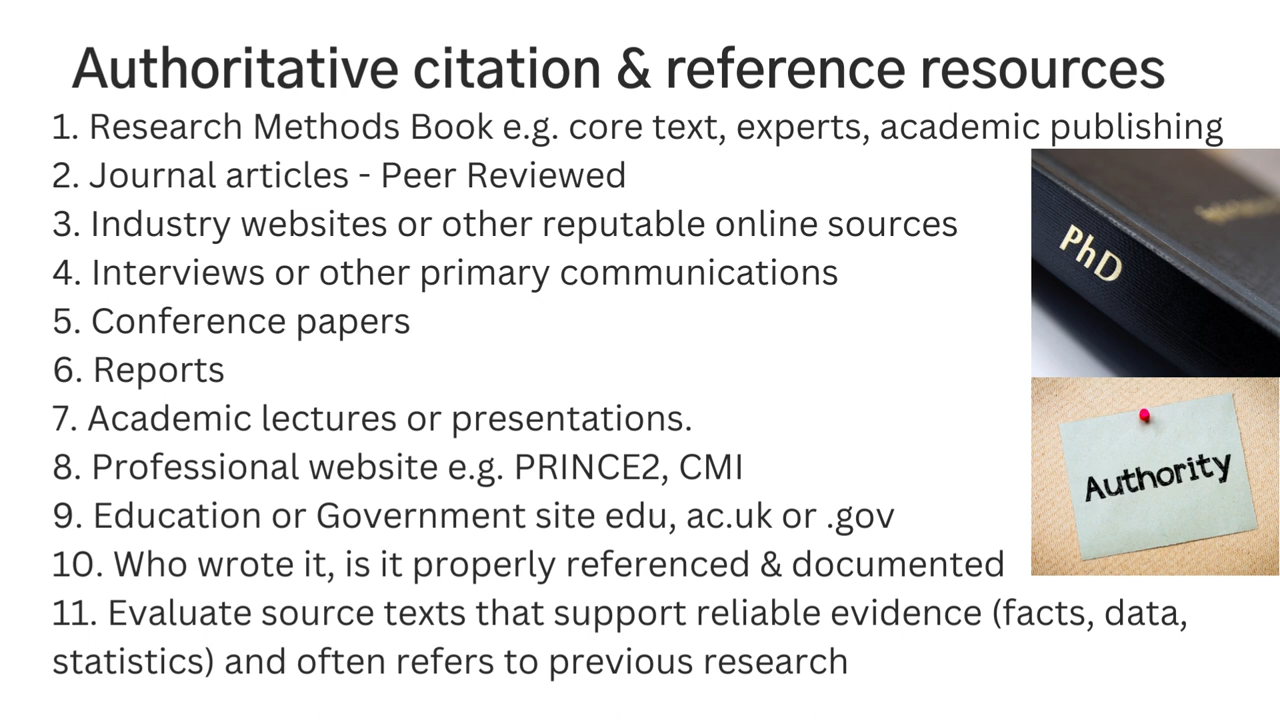 Authoritative citation & reference resources
1. Research Methods Book e.g. core text, experts, academic publishing
2. Journal articles - Peer Reviewed
3. Industry websites or other reputable online sources
4. Interviews or other primary communications
5. Conference papers
6. Reports
7. Academic lectures or presentations.
8. Professional website e.g. PRINCE2, CMI
9. Education or Government site edu, ac.uk or .gov
10. Who wrote it, is it properly referenced & documented
11. Evaluate source texts that support reliable evidence (facts, data,
statistics) and often refers to previous research
PhD
Authority